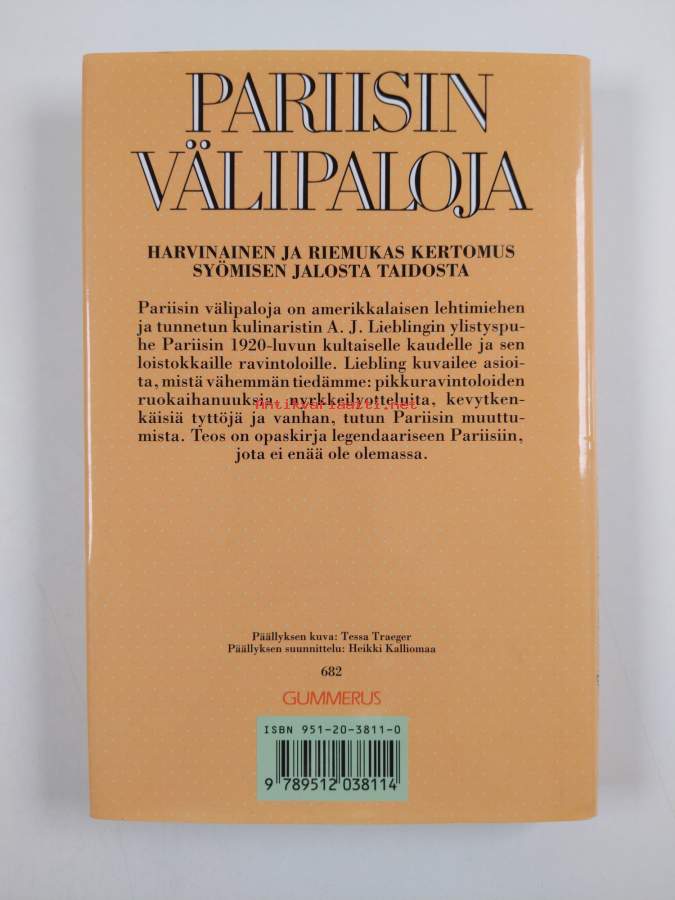 PARIISIN
VÄLIPALOJA
HARVINAINEN JA RIEMUKAS KERTOMUS
SYÖMISEN JALOSTA TAIDOSTA
Pariisin välipaloja on amerikkalaisen lehtimiehen
ja tunnetun kulinaristin A. J. Lieblingin ylistyspu-
he Pariisin 1920-luvun kultaiselle kaudelle ja sen
loistokkaille ravintoloille. Liebling kuvailee asioi-
ta, mistä vähemmän tiedämme: pikkuravintoloiden
ruokaihanuuksia, nyrkkeilyotteluita, kevytken-
Antikvariaatti.net
käisiä tyttöjä ja vanhan, tutun Pariisin muuttu-
mista. Teos on opaskirja legendaariseen Pariisiin,
jota ei enää ole olemassa.
Päällyksen kuva: Tessa Traeger
Päällyksen suunnittelu: Heikki Kalliomaa
682
GUMMERUS
ISBN 951-20-3811-0
9 789512 038114